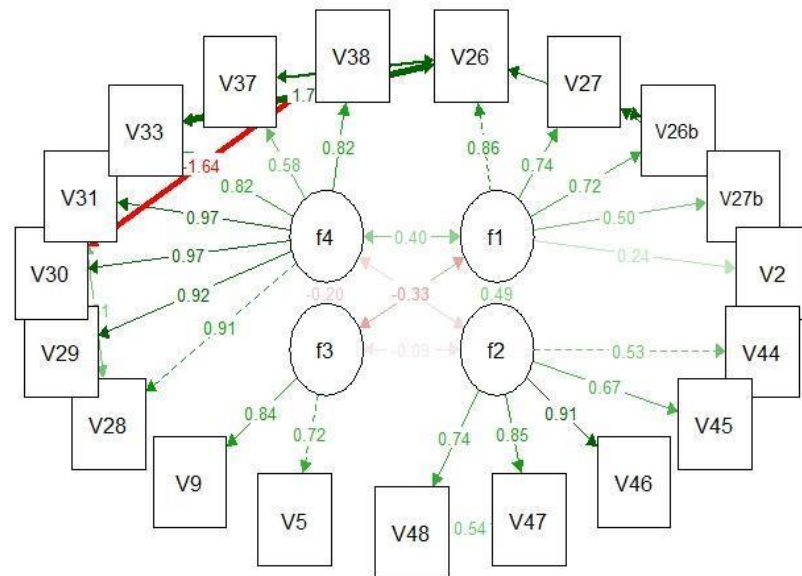 V38
V26
V37
V27
1.7
V33
V26b
-1.64
0.58
0.82
0.86
0.74
0.72
V31
0.82
V27b
0.97
0.50
f4
0.40
f1
V30
0.97
0.24
V2
0.92
-0.20
-0.33
0.49
1
0.91
V29
f3
-0.09
f2
0.53
V44
0.67
V28
0.84
0.72
0.74
0.85
0.91
V45
V9
V46
V5
V48
0.54
V47